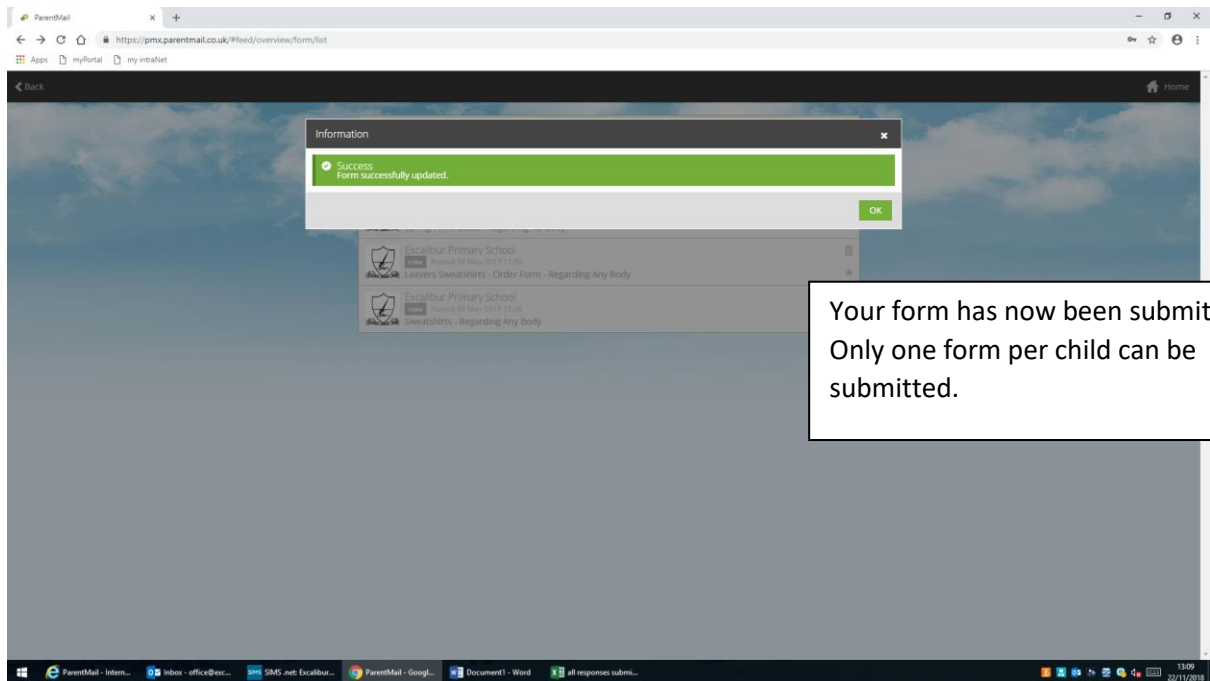 ParentMail
https://pmx.parentmail.co.uk/#feed/overview/form/list
Apps myPortal my intraNet
Back
Home
Information
Success
Form successfully updated.
OK
Excalibur Primary School
Leavers Sweatshirts - Order Form - Regarding Any Body
Excalibur Primary School
Sweatshirts - Regarding Any Body
Your form has now been submit
Only one form per child can be
submitted.
ParentMail - Intern... Inbox - office@exc... SIMS .net: Excalibur... ParentMail - Googl... Document1 - Word all responses submi...
13:09
22/11/2018